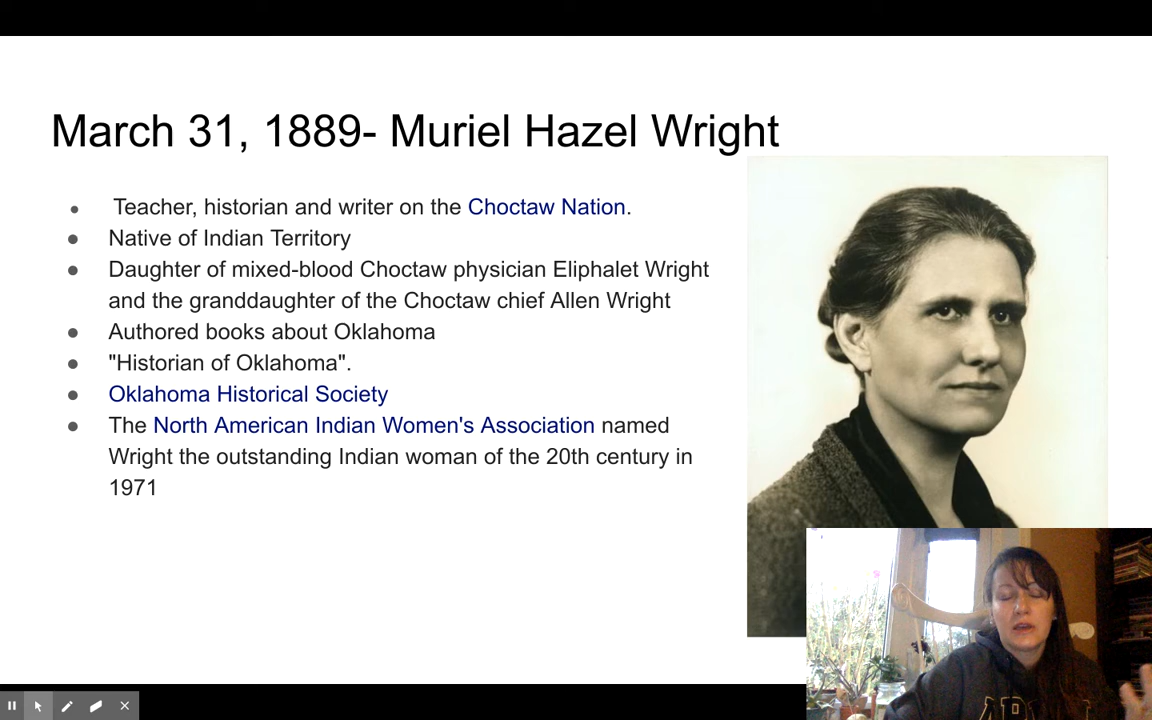 March 31, 1889- Muriel Hazel Wright
Teacher, historian and writer on the Choctaw Nation.
Native of Indian Territory
Daughter of mixed-blood Choctaw physician Eliphalet Wright
and the granddaughter of the Choctaw chief Allen Wright
Authored books about Oklahoma
"Historian of Oklahoma".
Oklahoma Historical Society
The North American Indian Women's Association named
Wright the outstanding Indian woman of the 20th century in
1971